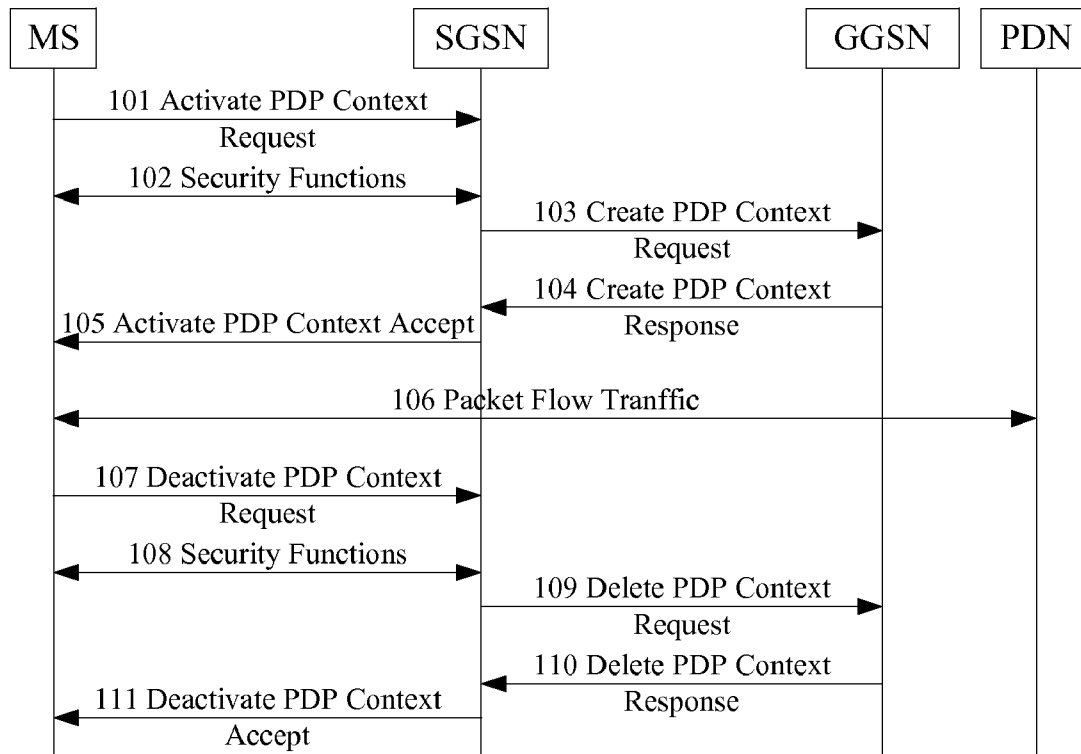 MS SGSN GGSN PDN
101 Activate PDP Context
Request
102 Security Functions
103 Create PDP Context
Request
104 Create PDP Context
Response
105 Activate PDP Context Accept
106 Packet Flow Tranffic
107 Deactivate PDP Context
Request
108 Security Functions
109 Delete PDP Context
Request
110 Delete PDP Context
Response
111 Deactivate PDP Context
Accept